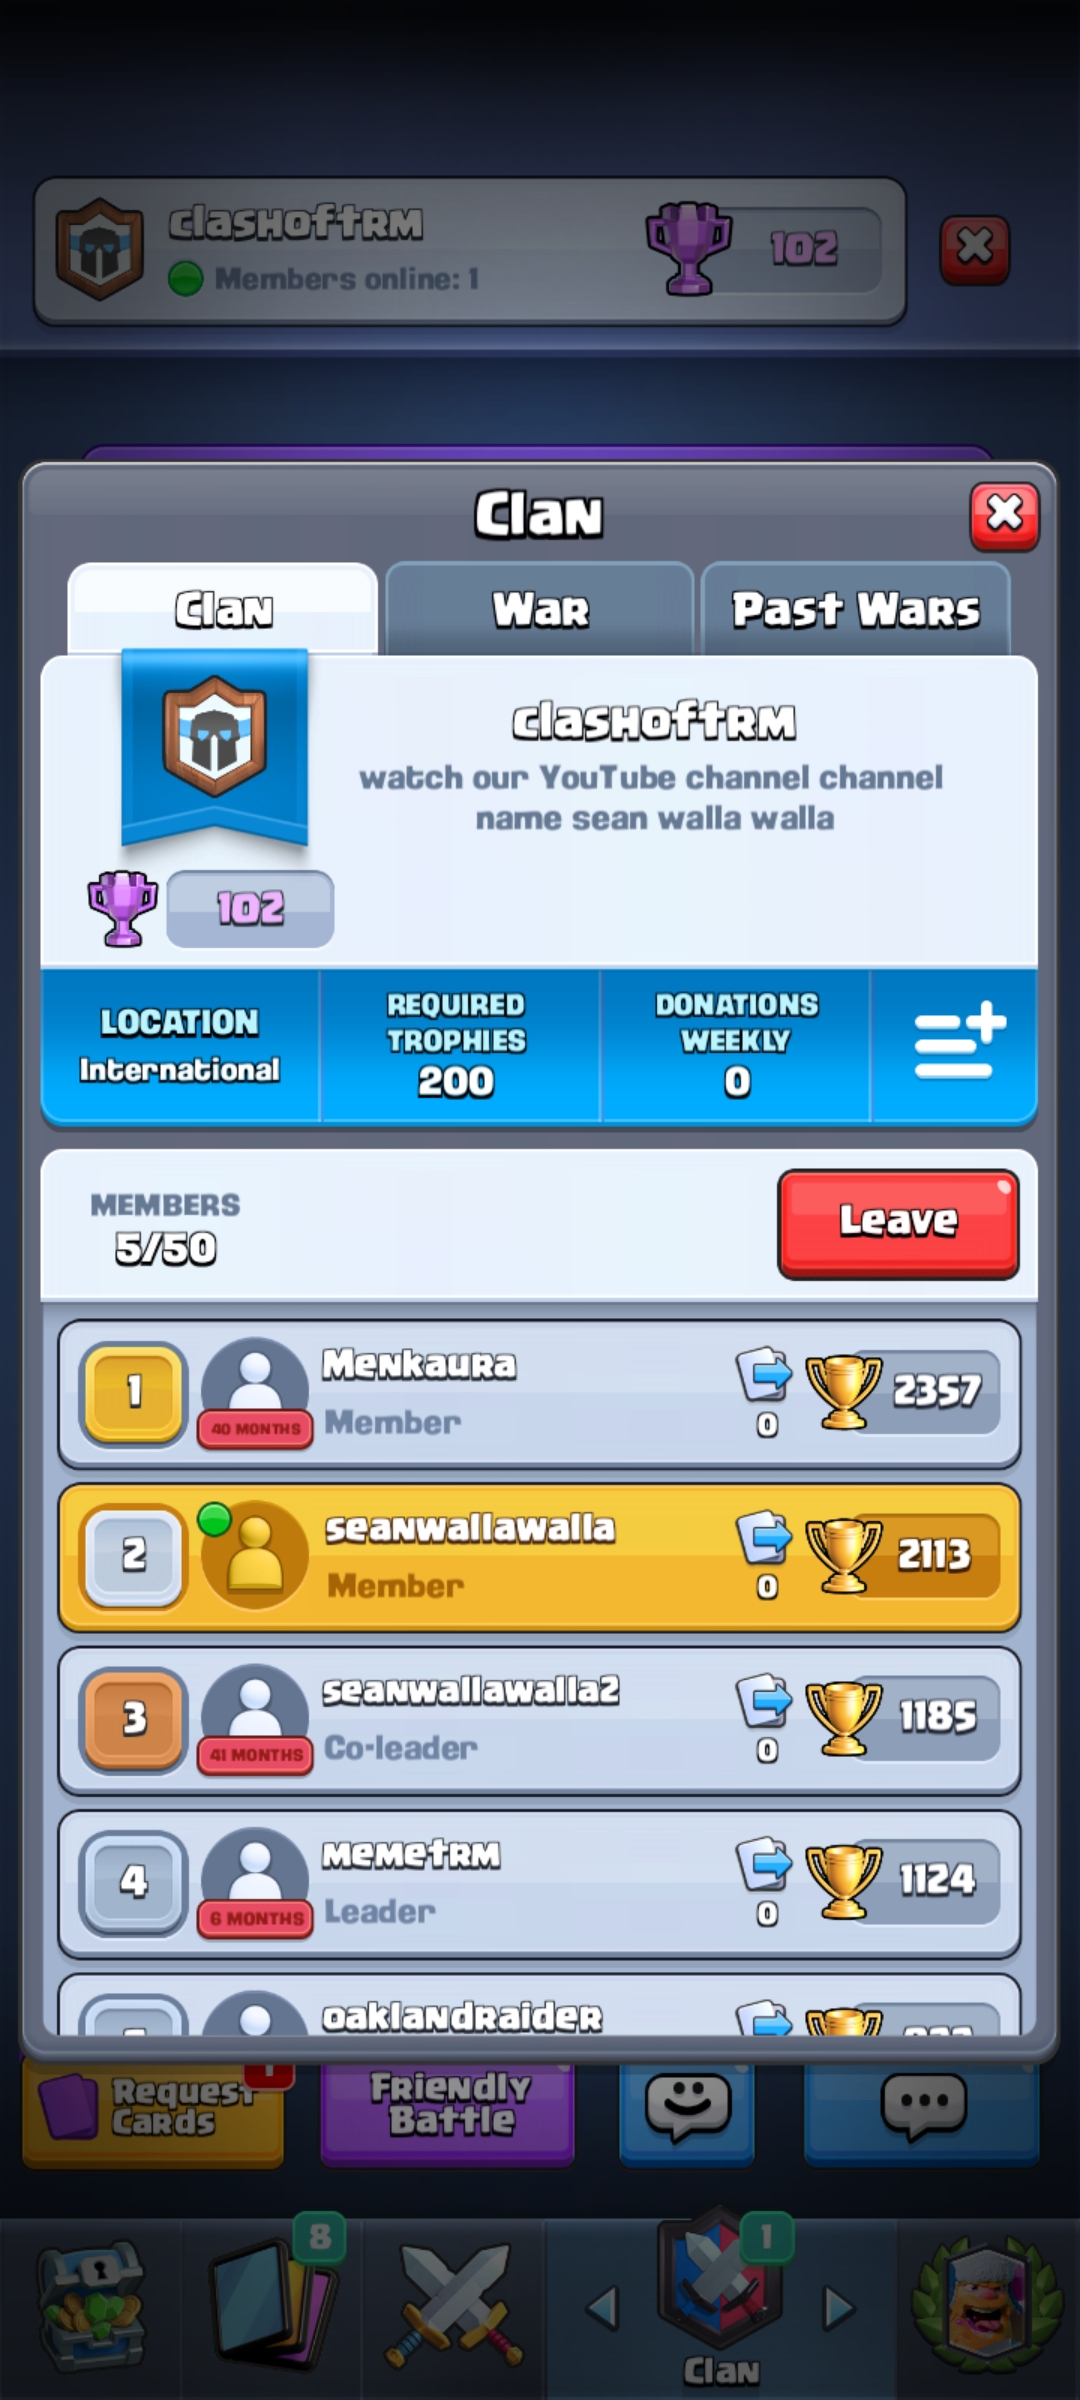 clashoftrm
Members online: 1
102
Clan
Clan
War
Past Wars
clashoftrm
watch our YouTube channel channel
name sean walla walla
102
LOCATION
International
REQUIRED
TROPHIES
200
DONATIONS
WEEKLY
0
MEMBERS
5/50
Leave
1
40 MONTHS
Menkaura
Member
0
2357
2
seanwallawalla
Member
0
2113
3
41 MONTHS
seanwallawalla2
Co-leader
0
1185
4
6 MONTHS
memetrm
Leader
0
1124
oaklandraider
Request
Cards
Friendly
Battle
8
1
Clan